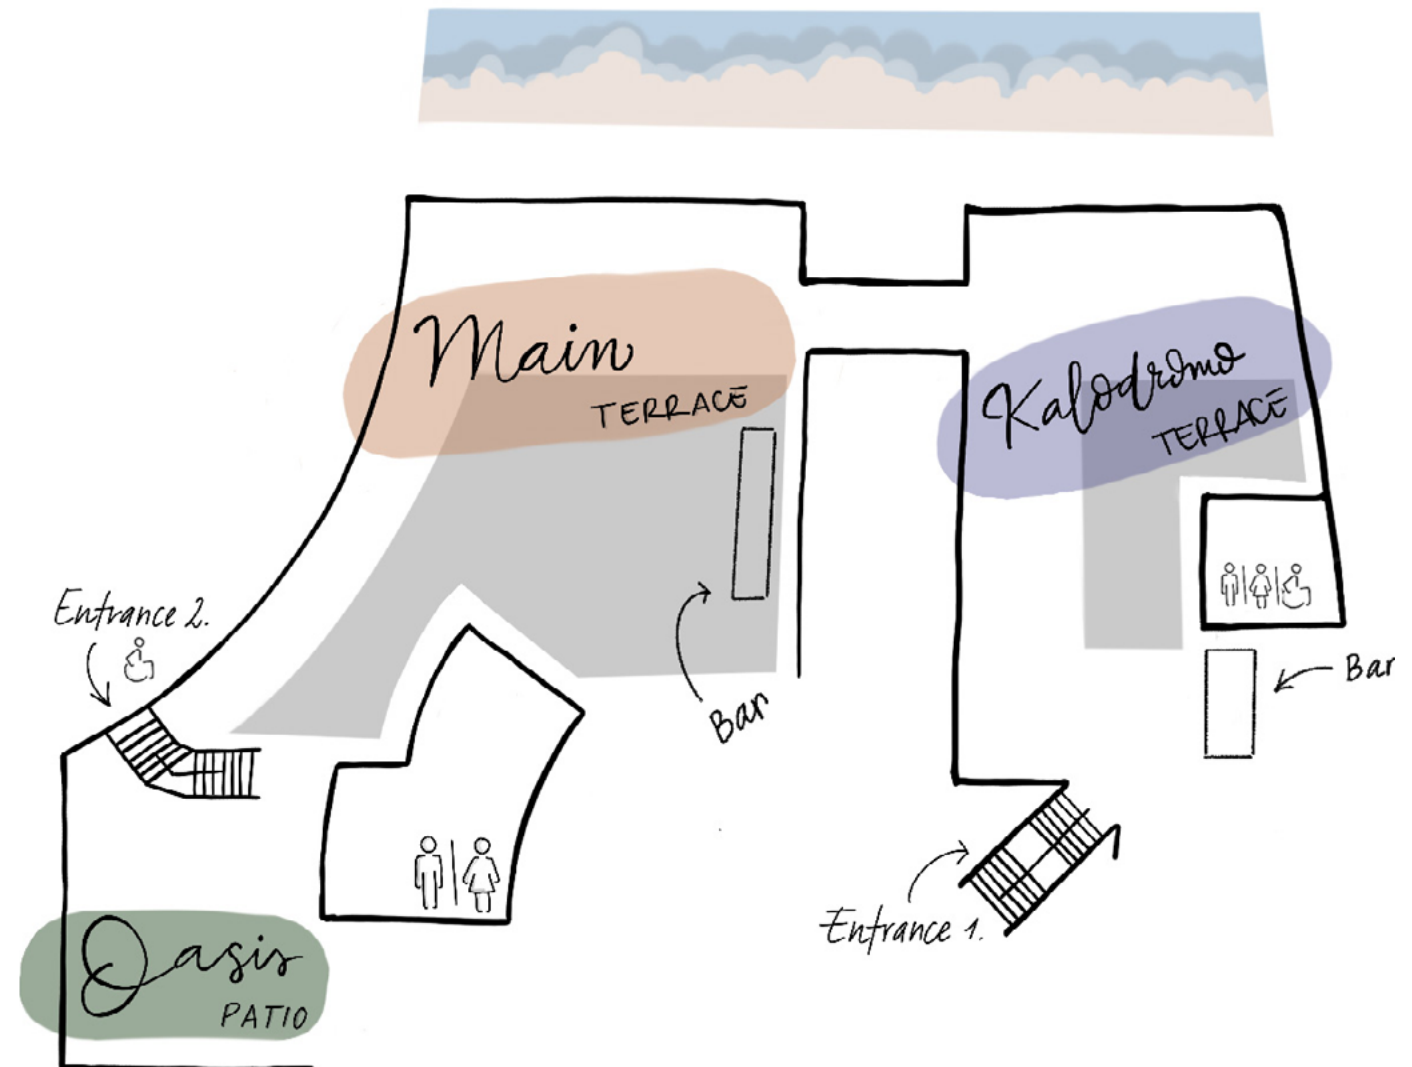 Main
TERRACE
Kalodromo
TERRACE
Entrance 2.
Bar
Bar
Entrance 1.
Oasis
PATIO